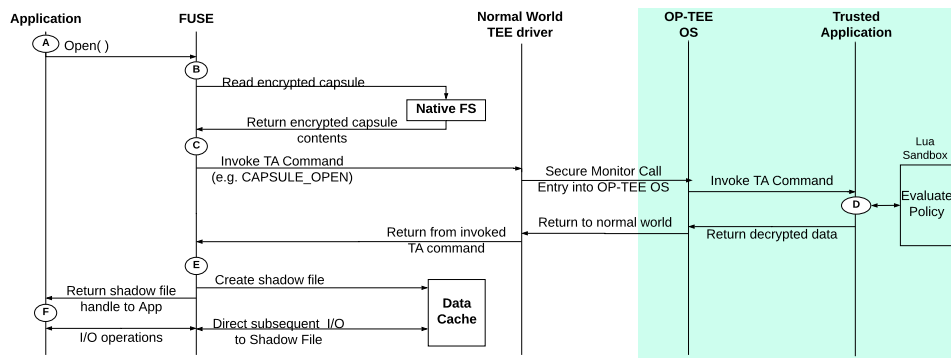 Application
FUSE
Normal World
TEE driver
OP-TEE
OS
Trusted
Application
A
Open( )
B
Read encrypted capsule
Native FS
Return encrypted capsule
contents
C
Invoke TA Command
(e.g. CAPSULE_OPEN)
Secure Monitor Call
Entry into OP-TEE OS
Invoke TA Command
Lua
Sandbox
D
Evaluate
Policy
Return to normal world
Return decrypted data
Return from invoked
TA command
E
Create shadow file
Return shadow file
handle to App
Data
Cache
F
I/O operations
Direct subsequent I/O
to Shadow File